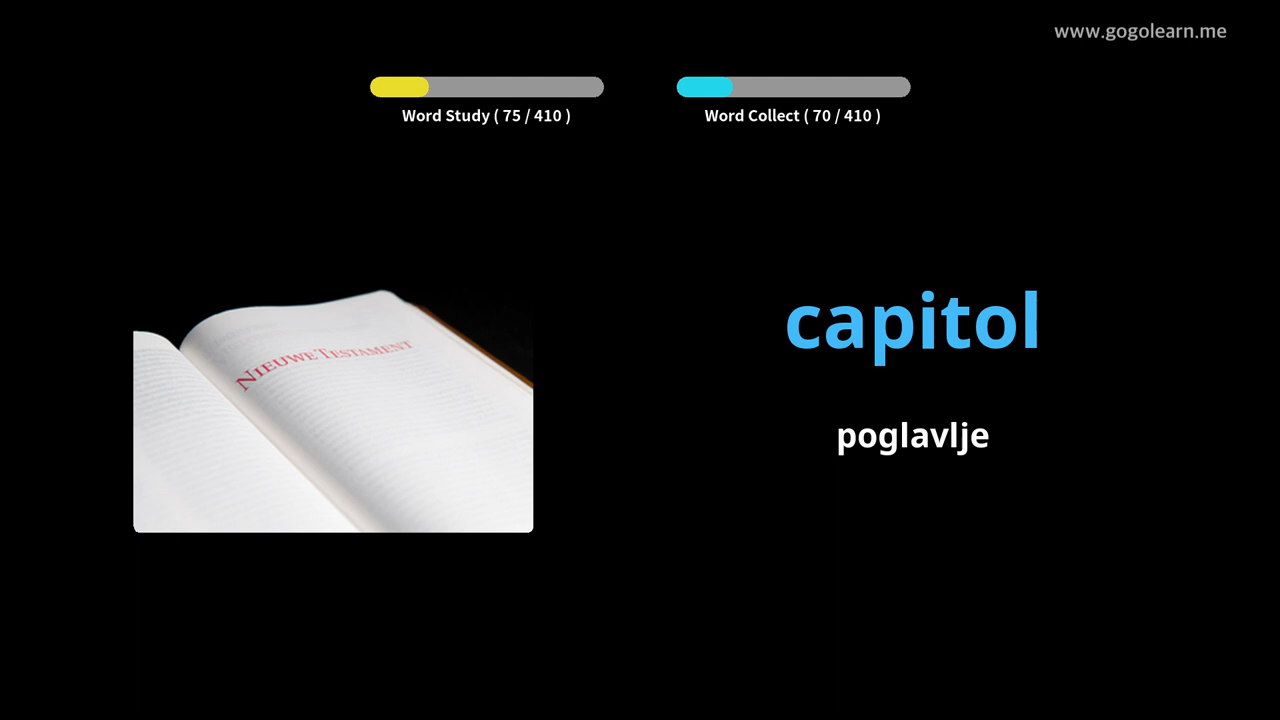 www.gogolearn.me
Word Study ( 75 / 410 )
Word Collect ( 70 / 410 )
NIEUWE TESTAMENT
capitol
poglavlje